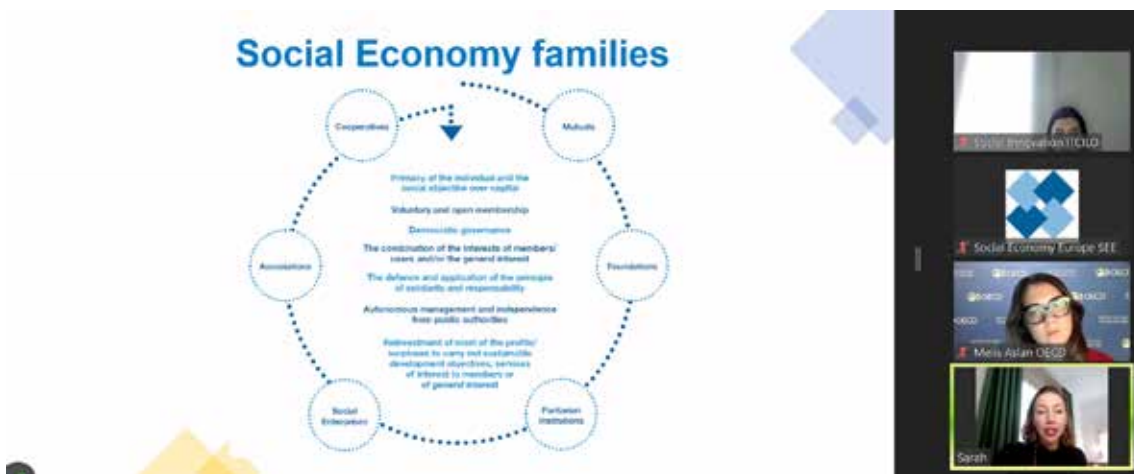 Social Economy families
Cooperatives
Mutuals
Primacy of the individual and the
social objective over capital
Voluntary and open membership
Democratic governance
The combination of the interests of members/
users and/or the general interest
The defence and application of the principle
of solidarity and responsibility
Autonomous management and independence
from public authorities
Reinvestment of most of the profits/
surpluses to carry out sustainable
development objectives, services
of interest to members or
of general interest
Associations
Foundations
Social
Enterprises
Paritarian
Institutions
Social Innovation ITCILO
Social Economy Europe SEE
OECD
OECD
OECD
Melis Aslan OECD
Sarah